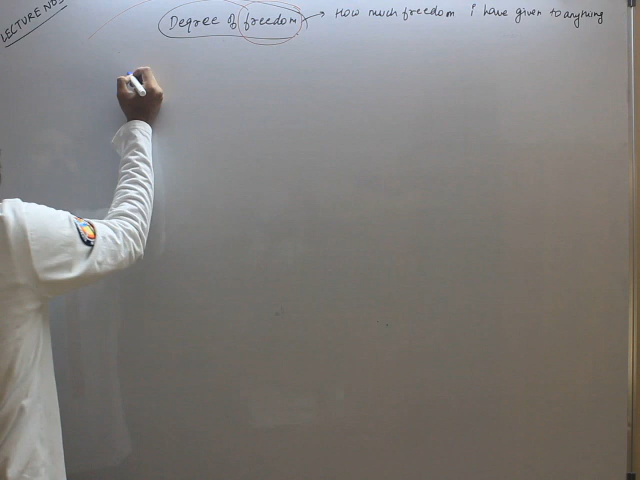 LECTURE NO:
Degree of freedom → How much freedom i have given to anything